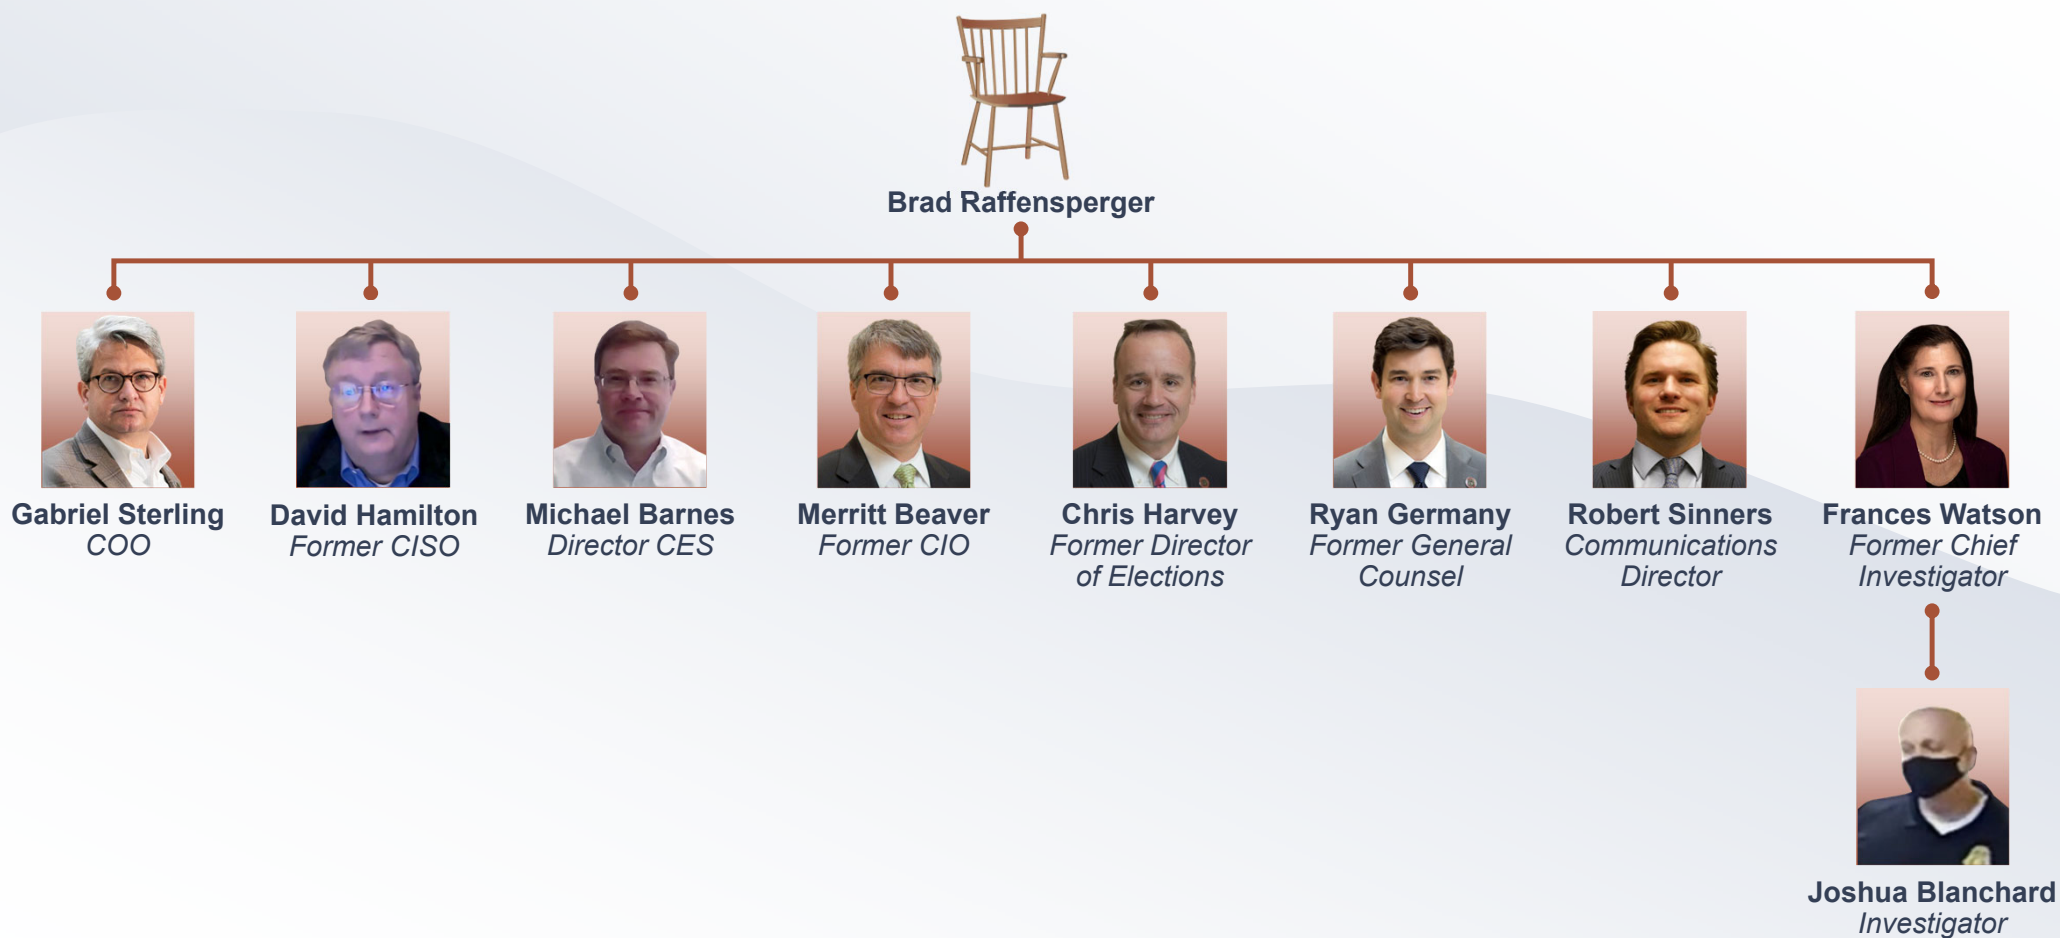 Brad Raffensperger
Gabriel Sterling
COO
David Hamilton
Former CISO
Michael Barnes
Director CES
Merritt Beaver
Former CIO
Chris Harvey
Former Director
of Elections
Ryan Germany
Former General
Counsel
Robert Sinners
Communications
Director
Frances Watson
Former Chief
Investigator
Joshua Blanchard
Investigator